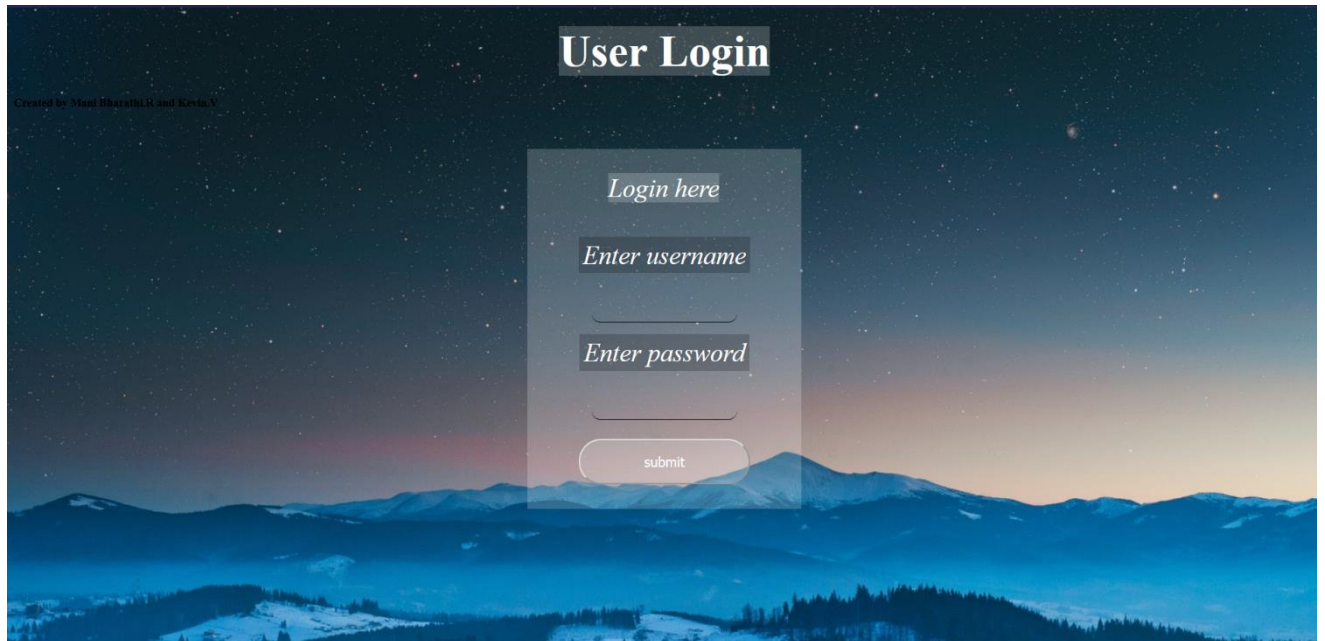 User Login
Created by Mani Bharathi.R and Kevin.V
Login here
Enter username
Enter password
submit